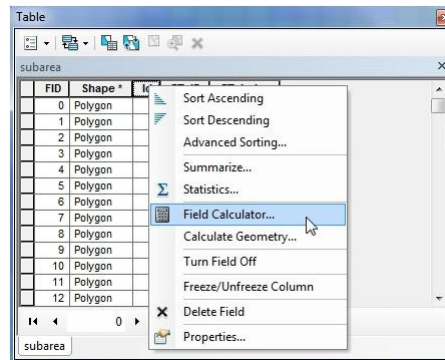 Table
subarea
FID Shape *
0 Polygon
1 Polygon
2 Polygon
3 Polygon
4 Polygon
5 Polygon
6 Polygon
7 Polygon
8 Polygon
9 Polygon
10 Polygon
11 Polygon
12 Polygon
Sort Ascending
Sort Descending
Advanced Sorting...
Summarize...
Σ Statistics...
Field Calculator...
Calculate Geometry...
Turn Field Off
Freeze/Unfreeze Column
Delete Field
Properties...
0
subarea